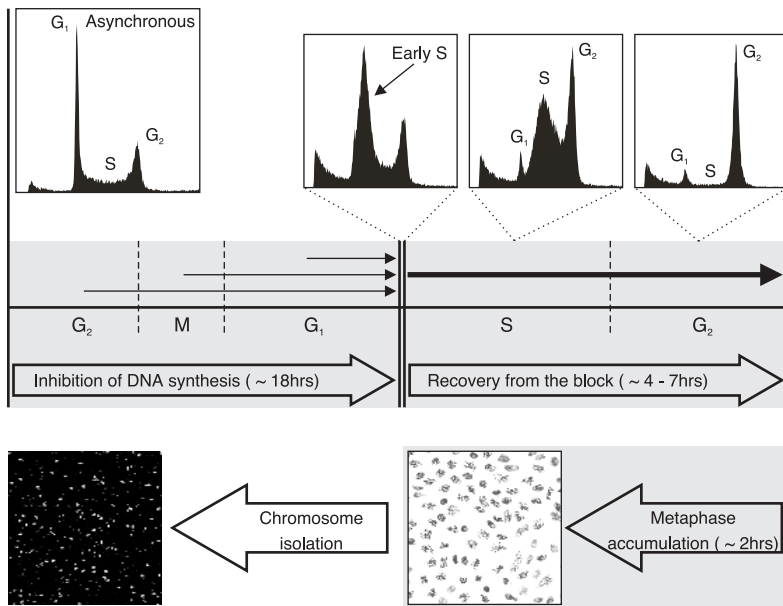 G₁
Asynchronous
S
G₂
Early S
G₁
S
G₂
G₁
S
G₂
G₂
M
G₁
S
G₂
Inhibition of DNA synthesis ( ~ 18hrs)
Recovery from the block ( ~ 4 - 7hrs)
Chromosome
isolation
Metaphase
accumulation ( ~ 2hrs)